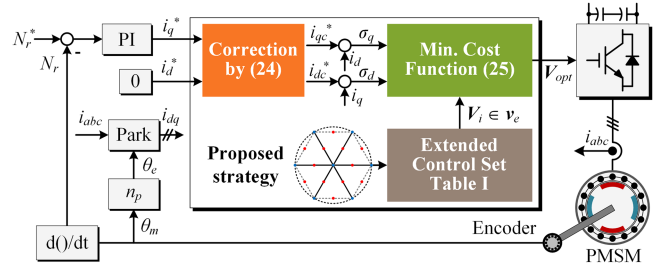 N_r^*
PI
i_q^*
Correction by (24)
i_qc^*
σ_q
Min. Cost Function (25)
V_opt
N_r
-
i_d
0
i_d^*
i_dc^*
σ_d
i_q
i_abc
Park
i_dq
V_i ∈ v_e
i_abc
θ_e
Proposed strategy
Extended Control Set Table I
n_p
θ_m
Encoder
d()/dt
PMSM